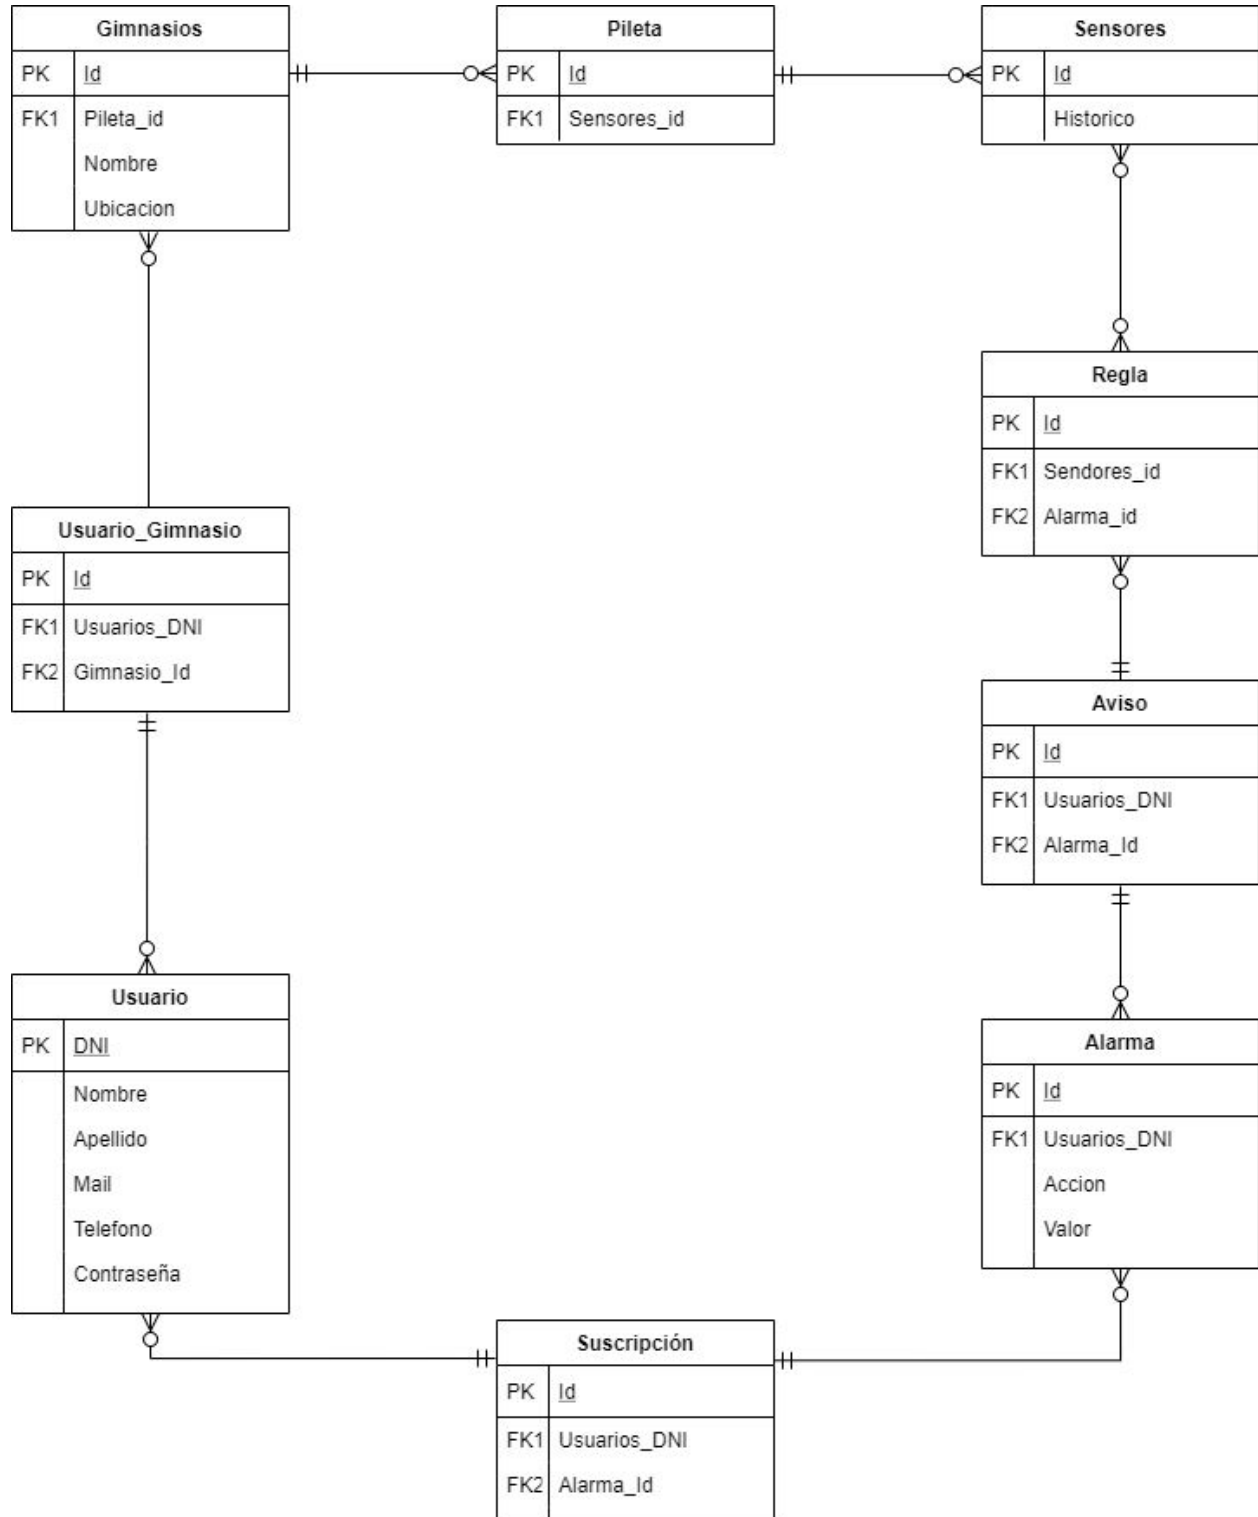 Gimnasios
PK Id
FK1 Pileta_id
Nombre
Ubicacion
Pileta
PK Id
FK1 Sensores_id
Sensores
PK Id
Historico
Regla
PK Id
FK1 Sendores_id
FK2 Alarma_id
Usuario_Gimnasio
PK Id
FK1 Usuarios_DNI
FK2 Gimnasio_Id
Aviso
PK Id
FK1 Usuarios_DNI
FK2 Alarma_Id
Usuario
PK DNI
Nombre
Apellido
Mail
Telefono
Contraseña
Alarma
PK Id
FK1 Usuarios_DNI
Accion
Valor
Suscripción
PK Id
FK1 Usuarios_DNI
FK2 Alarma_Id